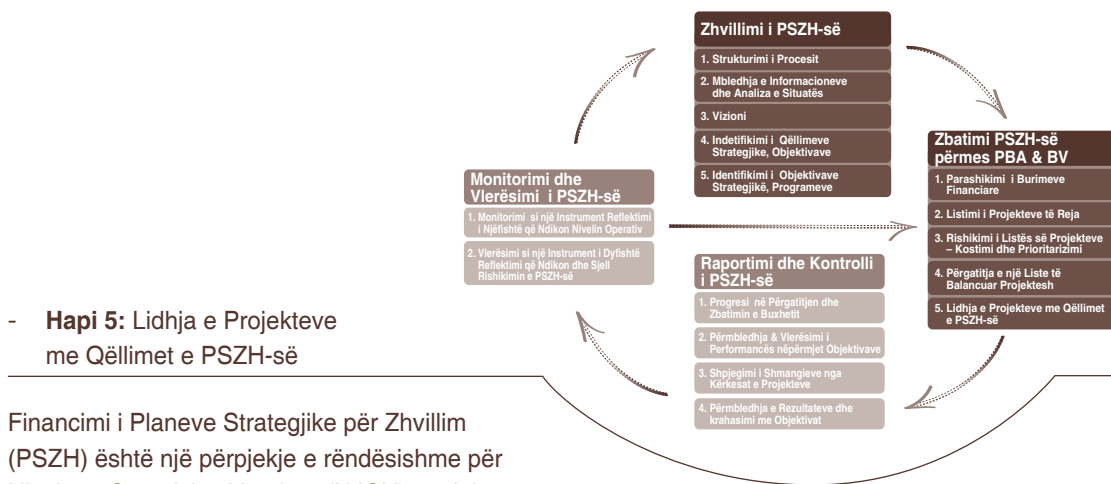 Zhvillimi i PSZH-së
1. Strukturimi i Procesit
2. Mbledhja e Informacioneve
dhe Analiza e Situatës
3. Vizioni
4. Indetifikimi i Qëllimeve
Strategjike, Objektivave
5. Identifikimi i Objektivave
Strategjikë, Programeve
Zbatimi PSZH-së
përmes PBA & BV
1. Parashikimi i Burimeve
Financiare
2. Listimi i Projekteve të Reja
3. Rishikimi i Listës së Projekteve
– Kostimi dhe Prioritarizimi
4. Përgatitja e një Liste të
Balancuar Projektesh
5. Lidhja e Projekteve me Qëllimet
e PSZH-së
Monitorimi dhe
Vlerësimi i PSZH-së
1. Monitorimi si një Instrument Reflektimi
i Njëfishtë që Ndikon Nivelin Operativ
2. Vlerësimi si një Instrument i Dyfishtë
Reflektimi që Ndikon dhe Sjell
Rishikimin e PSZH-së
Raportimi dhe Kontrolli
i PSZH-së
1. Progresi në Përgatitjen dhe
Zbatimin e Buxhetit
2. Përmbledhja & Vlerësimi i
Performancës nëpërmjet Objektivave
3. Shpjegimi i Shmangieve nga
Kërkesat e Projekteve
4. Përmbledhja e Rezultateve dhe
krahasimi me Objektivat
- Hapi 5: Lidhja e Projekteve
me Qëllimet e PSZH-së
Financimi i Planeve Strategjike për Zhvillim
(PSZH) është një përpjekje e rëndësishme për